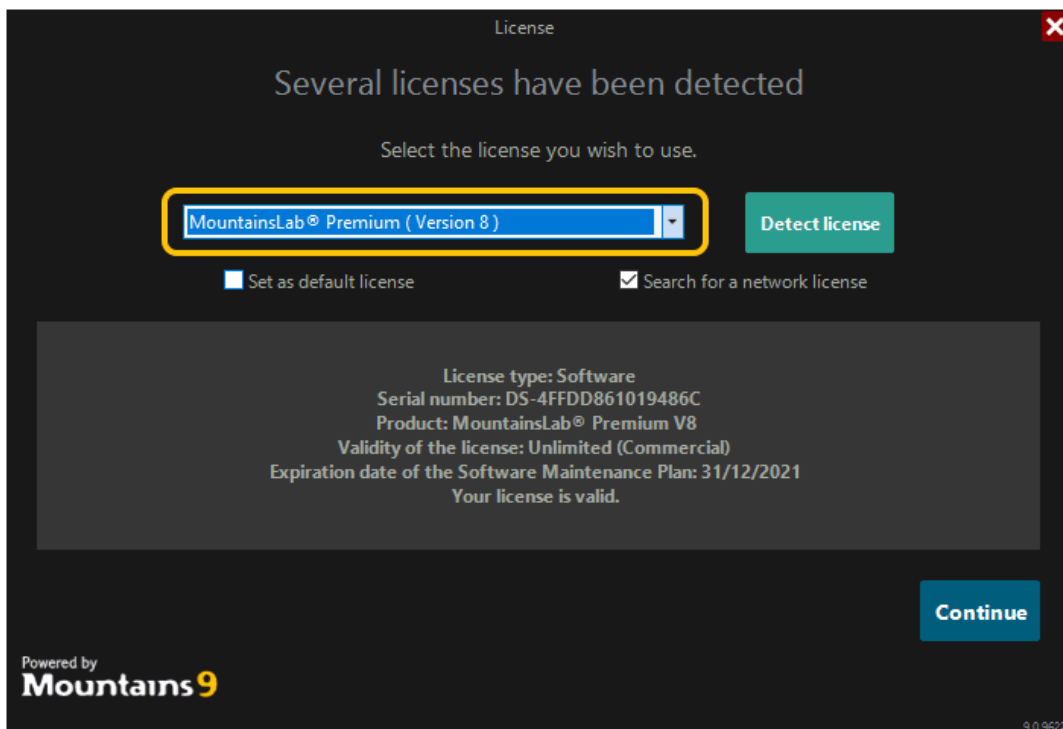 License
Several licenses have been detected
Select the license you wish to use.
MountainsLab® Premium ( Version 8 )
Detect license
Set as default license
Search for a network license
License type: Software
Serial number: DS-4FFDD861019486C
Product: MountainsLab® Premium V8
Validity of the license: Unlimited (Commercial)
Expiration date of the Software Maintenance Plan: 31/12/2021
Your license is valid.
Continue
Powered by
Mountains9